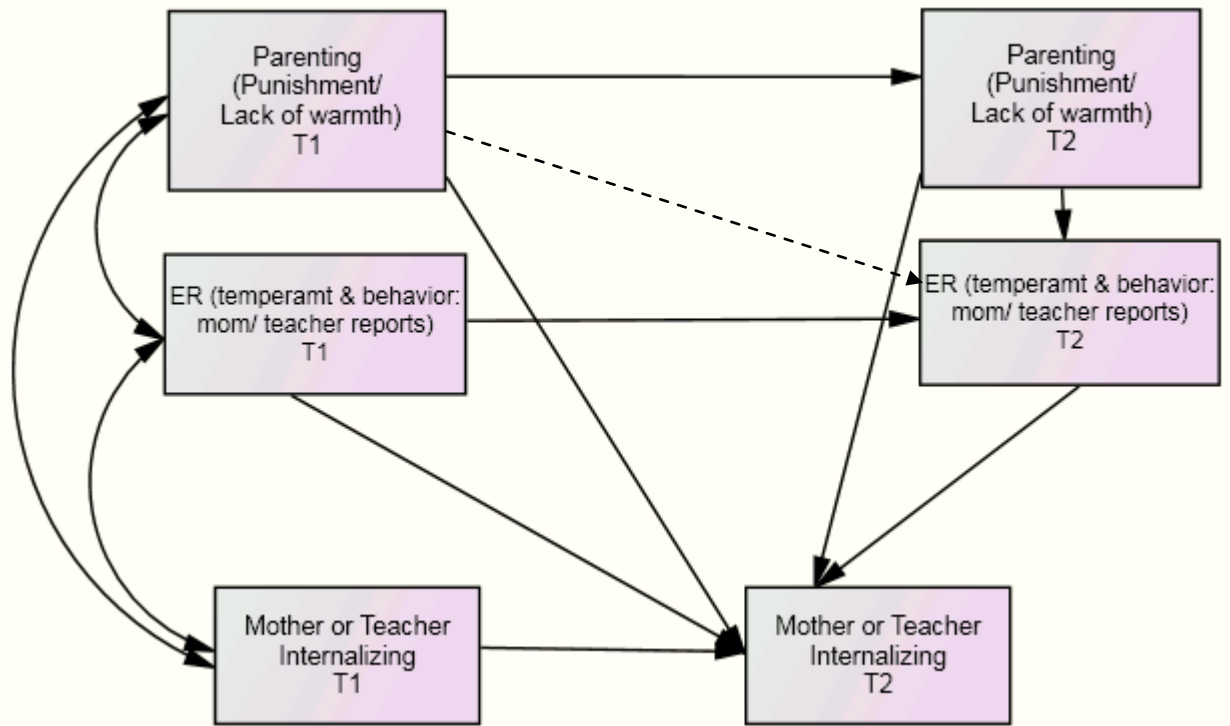 Parenting
(Punishment/
Lack of warmth)
T1
Parenting
(Punishment/
Lack of warmth)
T2
ER (temperamt & behavior:
mom/ teacher reports)
T1
ER (temperamt & behavior:
mom/ teacher reports)
T2
Mother or Teacher
Internalizing
T1
Mother or Teacher
Internalizing
T2